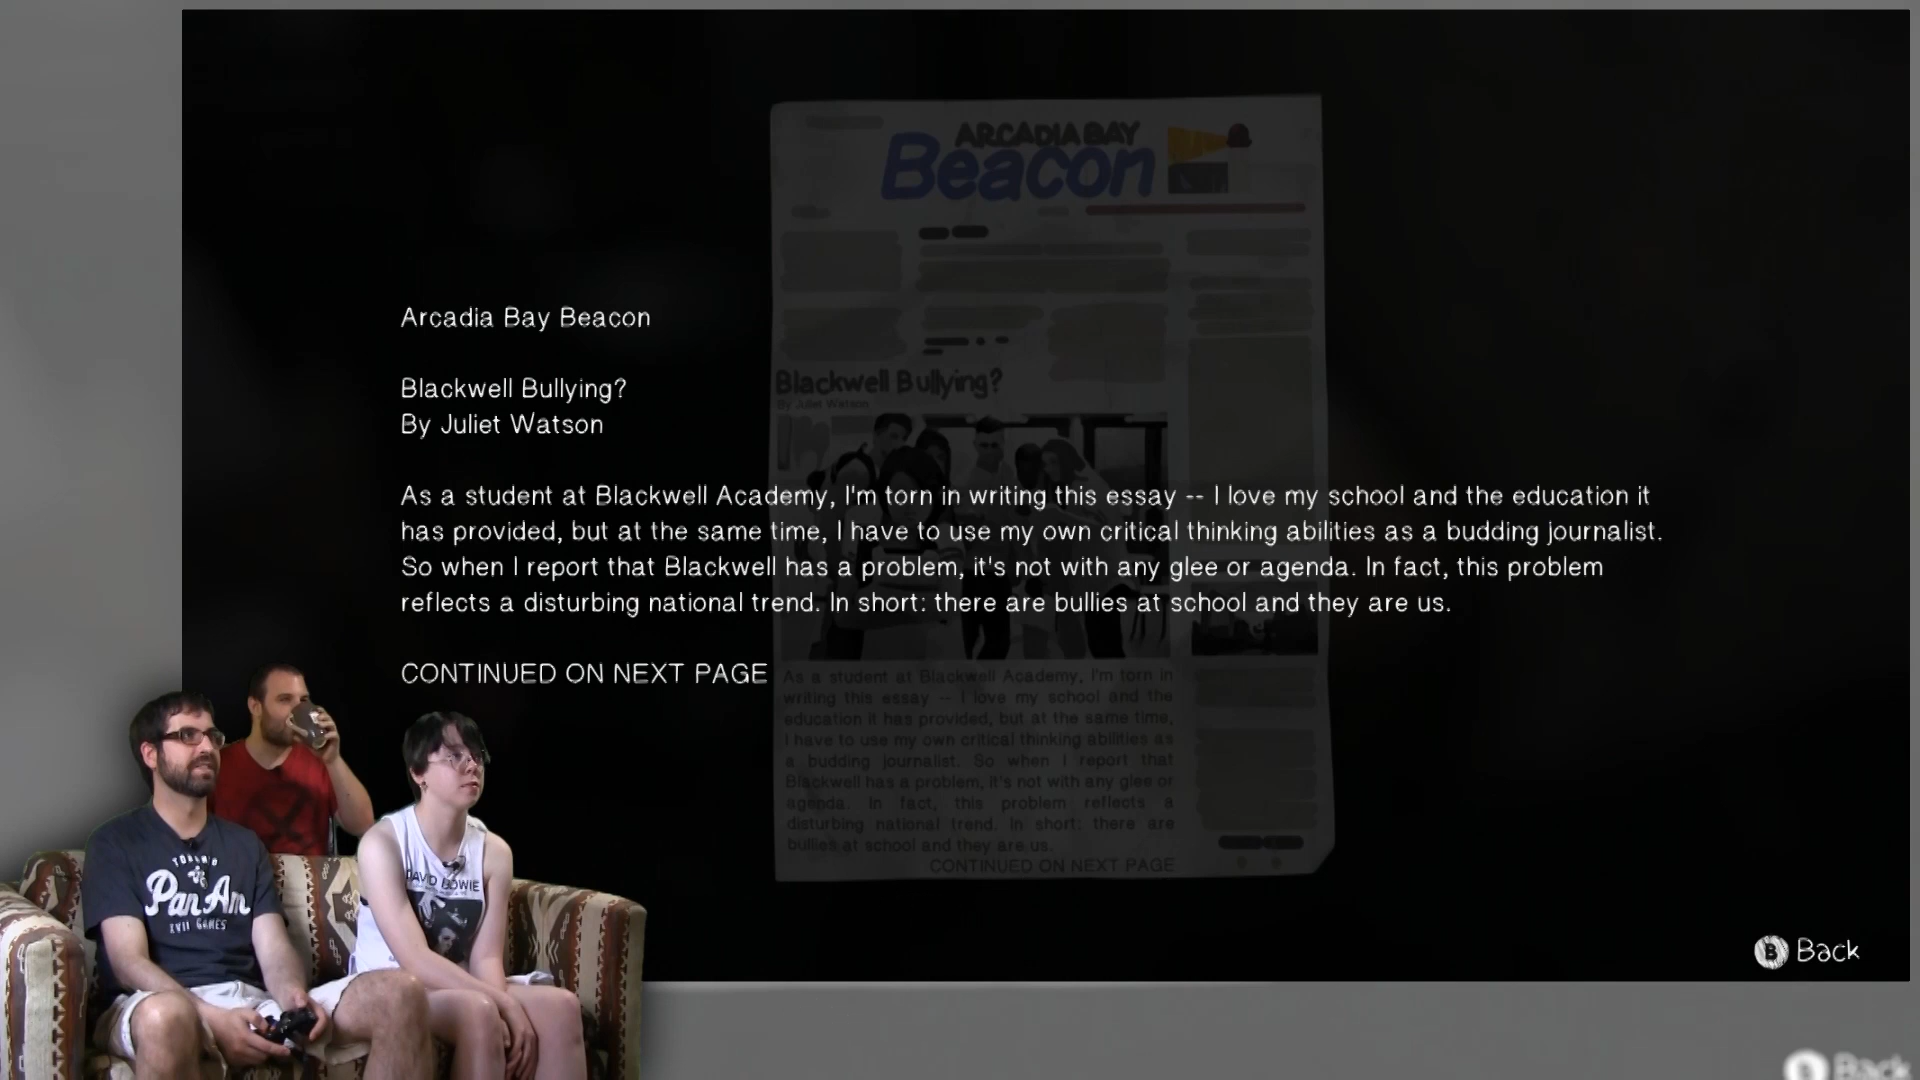 Arcadia Bay Beacon
Blackwell Bullying?
By Juliet Watson
As a student at Blackwell Academy, I'm torn in writing this essay -- I love my school and the education it
has provided, but at the same time, I have to use my own critical thinking abilities as a budding journalist.
So when I report that Blackwell has a problem, it's not with any glee or agenda. In fact, this problem
reflects a disturbing national trend. In short: there are bullies at school and they are us.
CONTINUED ON NEXT PAGE
ARCADIA BAY
Beacon
Blackwell Bullying?
By Juliet Watson
As a student at Blackwell Academy, I'm torn in
writing this essay -- I love my school and the
education it has provided, but at the same time,
I have to use my own critical thinking abilities as
a budding journalist. So when I report that
Blackwell has a problem, it's not with any glee or
agenda. In fact, this problem reflects a
disturbing national trend. In short: there are
bullies at school and they are us.
CONTINUED ON NEXT PAGE
B Back
Pan Am
XVII GAMES
DAVID BOWIE
B Back